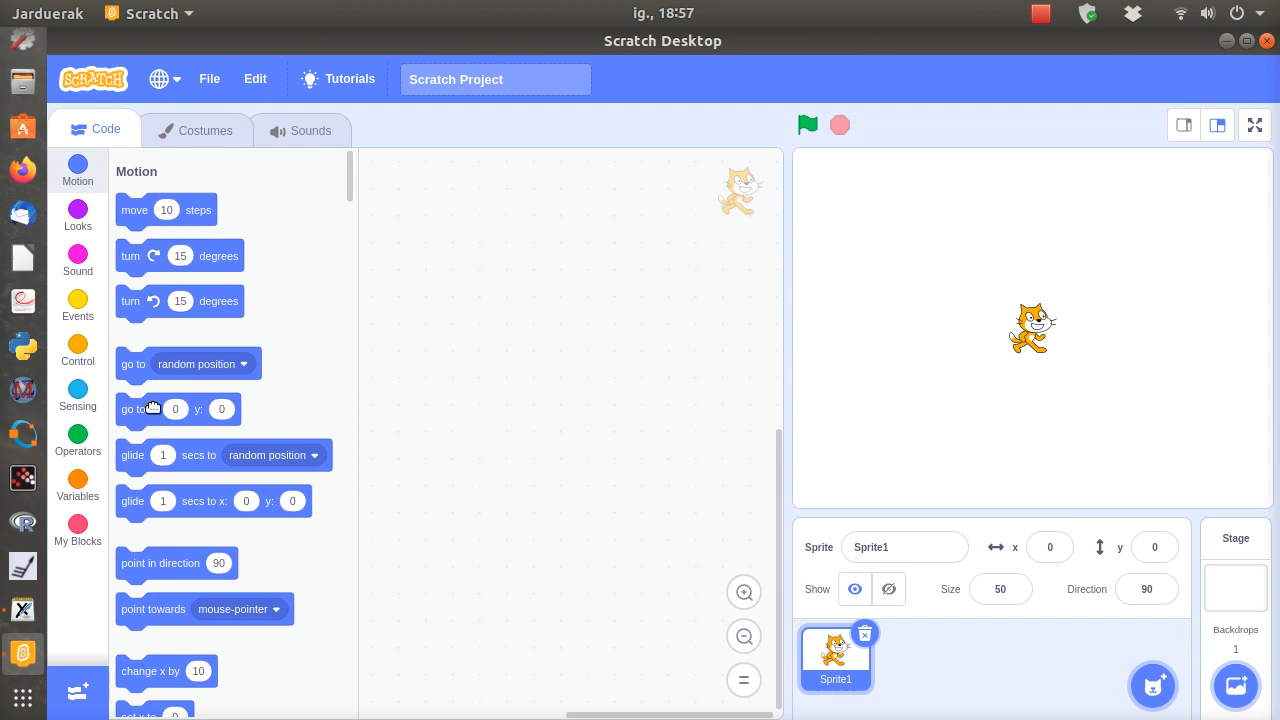 Jarduerak Scratch ig., 18:57
Scratch Desktop
SCRATCH File Edit Tutorials Scratch Project
Code Costumes Sounds
Motion
Looks
Sound
Events
Control
Sensing
Operators
Variables
My Blocks
Motion
move 10 steps
turn 15 degrees
turn 15 degrees
go to random position
go to 0 y: 0
glide 1 secs to random position
glide 1 secs to x: 0 y: 0
point in direction 90
point towards mouse-pointer
change x by 10
set x to 0
Sprite Sprite1 x 0 y 0
Show Size 50 Direction 90
Sprite1
Stage
Backdrops
1